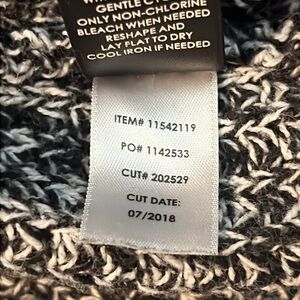 GENTLE CYC
ONLY NON-CHLORINE
BLEACH WHEN NEEDED
RESHAPE AND
LAY FLAT TO DRY
COOL IRON IF NEEDED
ITEM# 11542119
PO# 1142533
CUT# 202529
CUT DATE:
07/2018